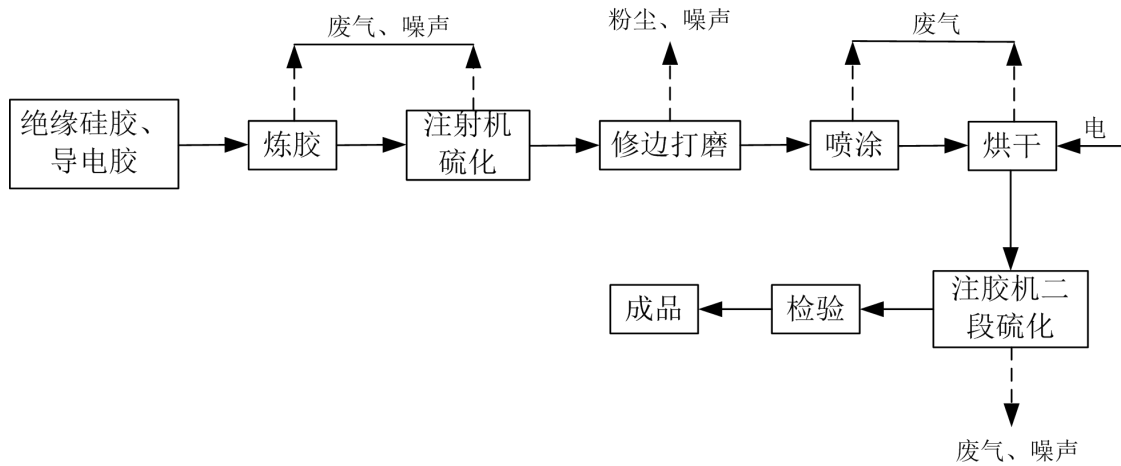 废气、噪声
粉尘、噪声
废气
绝缘硅胶、
导电胶
炼胶
注射机
硫化
修边打磨
喷涂
烘干
电
成品
检验
注胶机二
段硫化
废气、噪声